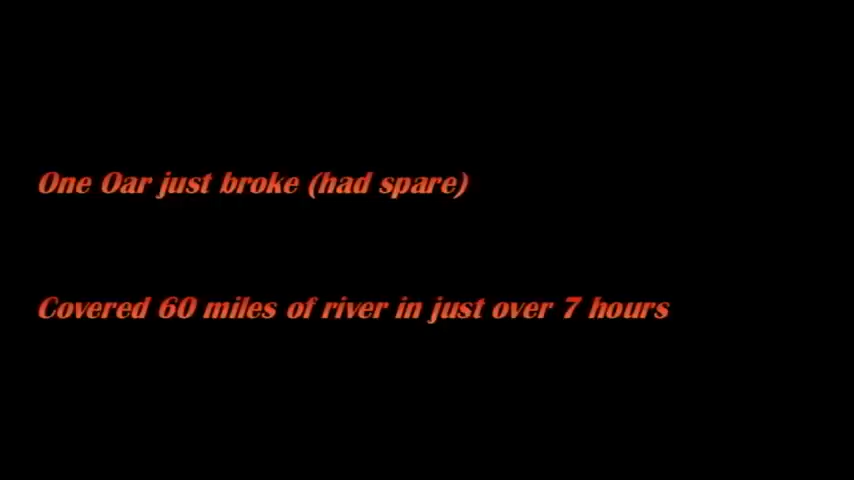 One Oar just broke (had spare)
Covered 60 miles of river in just over 7 hours